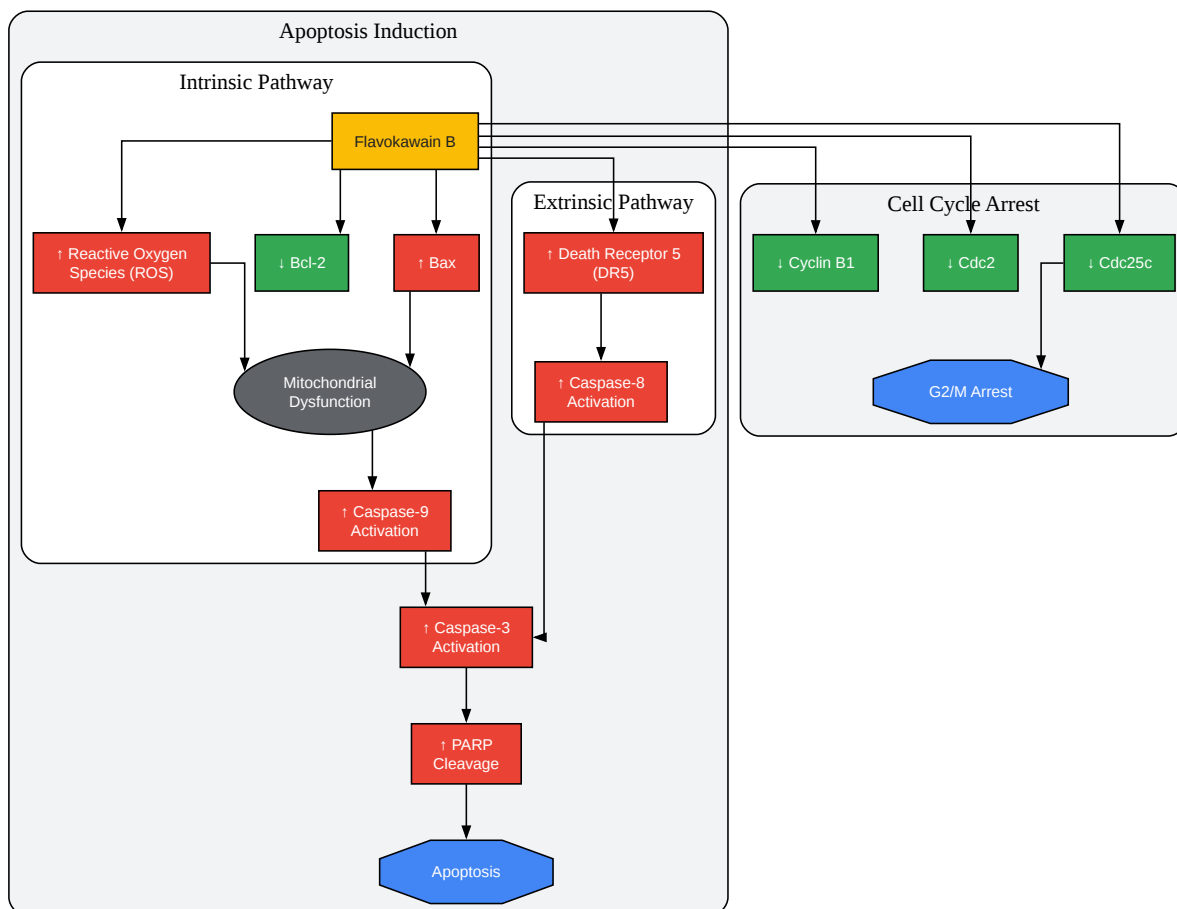 Apoptosis Induction
Intrinsic Pathway
Flavokawain B
Extrinsic Pathway
Cell Cycle Arrest
↑ Reactive Oxygen
Species (ROS)
↓ Bcl-2
↑ Bax
↑ Death Receptor 5
(DR5)
↓ Cyclin B1
↓ Cdc2
↓ Cdc25c
Mitochondrial
Dysfunction
↑ Caspase-8
Activation
G2/M Arrest
↑ Caspase-9
Activation
↑ Caspase-3
Activation
↑ PARP
Cleavage
Apoptosis